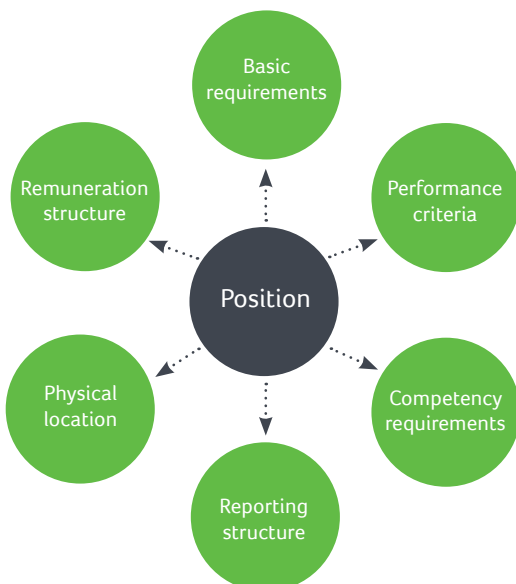 Basic
requirements
Remuneration
structure
Performance
criteria
Position
Physical
location
Competency
requirements
Reporting
structure